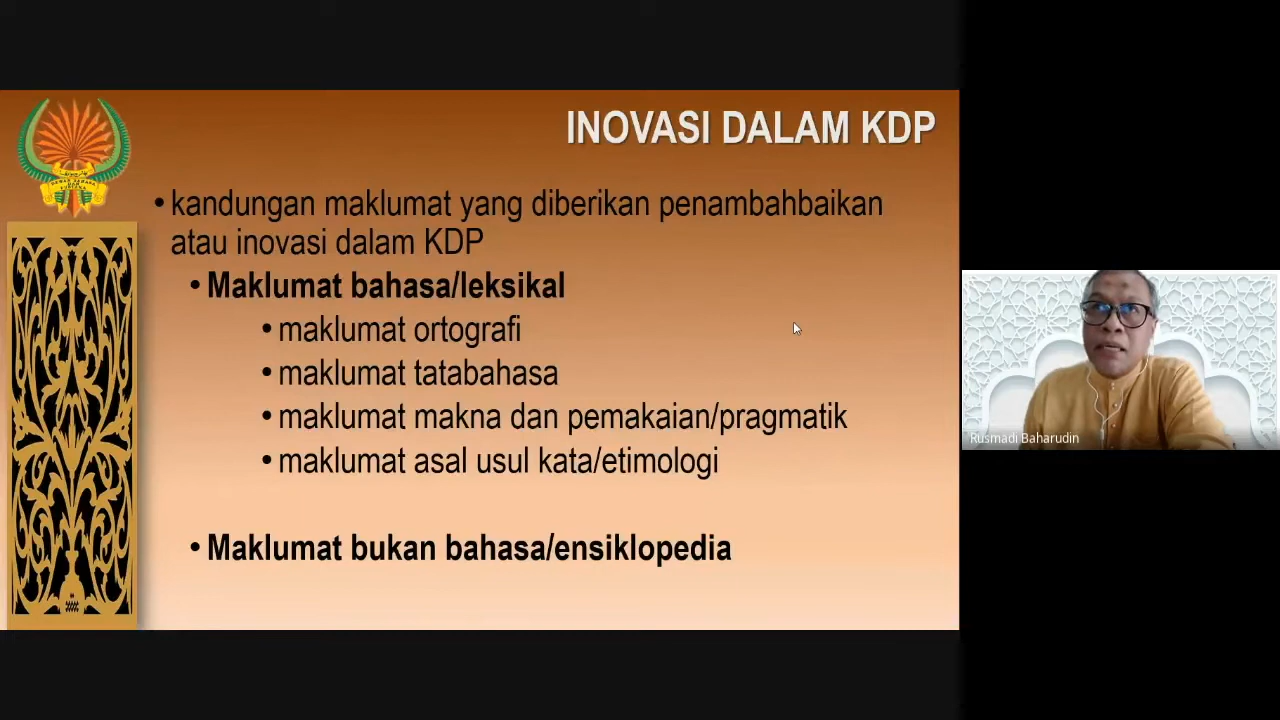 INOVASI DALAM KDP
• kandungan maklumat yang diberikan penambahbaikan
atau inovasi dalam KDP
• Maklumat bahasa/leksikal
• maklumat ortografi
• maklumat tatabahasa
• maklumat makna dan pemakaian/pragmatik
• maklumat asal usul kata/etimologi
• Maklumat bukan bahasa/ensiklopedia
Rusmadi Baharudin